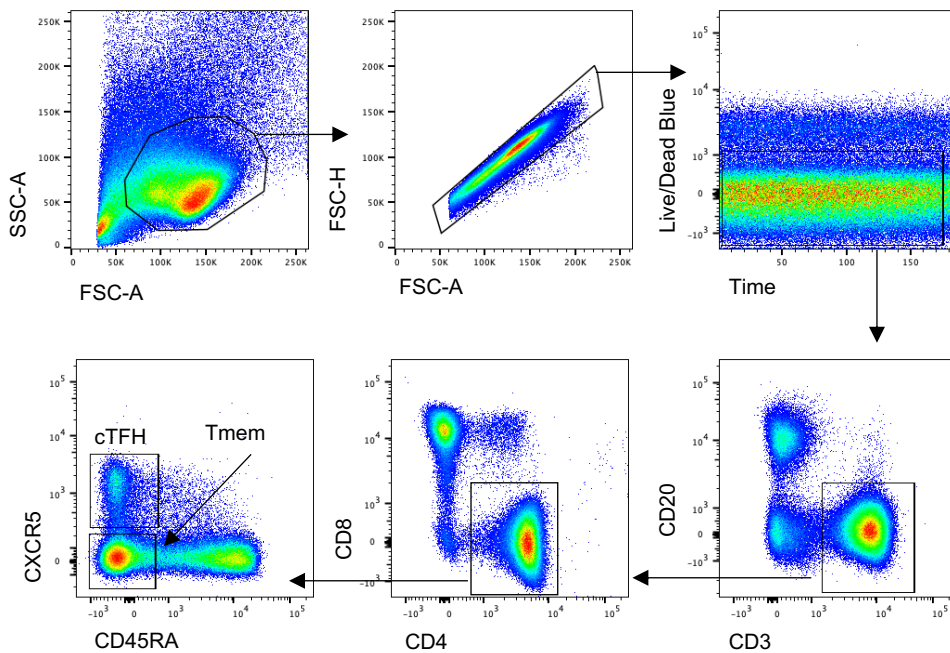 250K
200K
150K
100K
50K
0
SSC-A
0 50K 100K 150K 200K 250K
FSC-A
250K
200K
150K
100K
50K
0
FSC-H
0 50K 100K 150K 200K 250K
FSC-A
10^5
10^4
10^3
0
-10^3
Live/Dead Blue
50 100 150
Time
10^5
10^4
10^3
0
CXCR5
cTFH
Tmem
-10^3 0 10^3 10^4 10^5
CD45RA
10^5
10^4
10^3
0
-10^3
CD8
-10^3 0 10^3 10^4 10^5
CD4
10^5
10^4
10^3
0
-10^3
CD20
-10^3 0 10^3 10^4 10^5
CD3